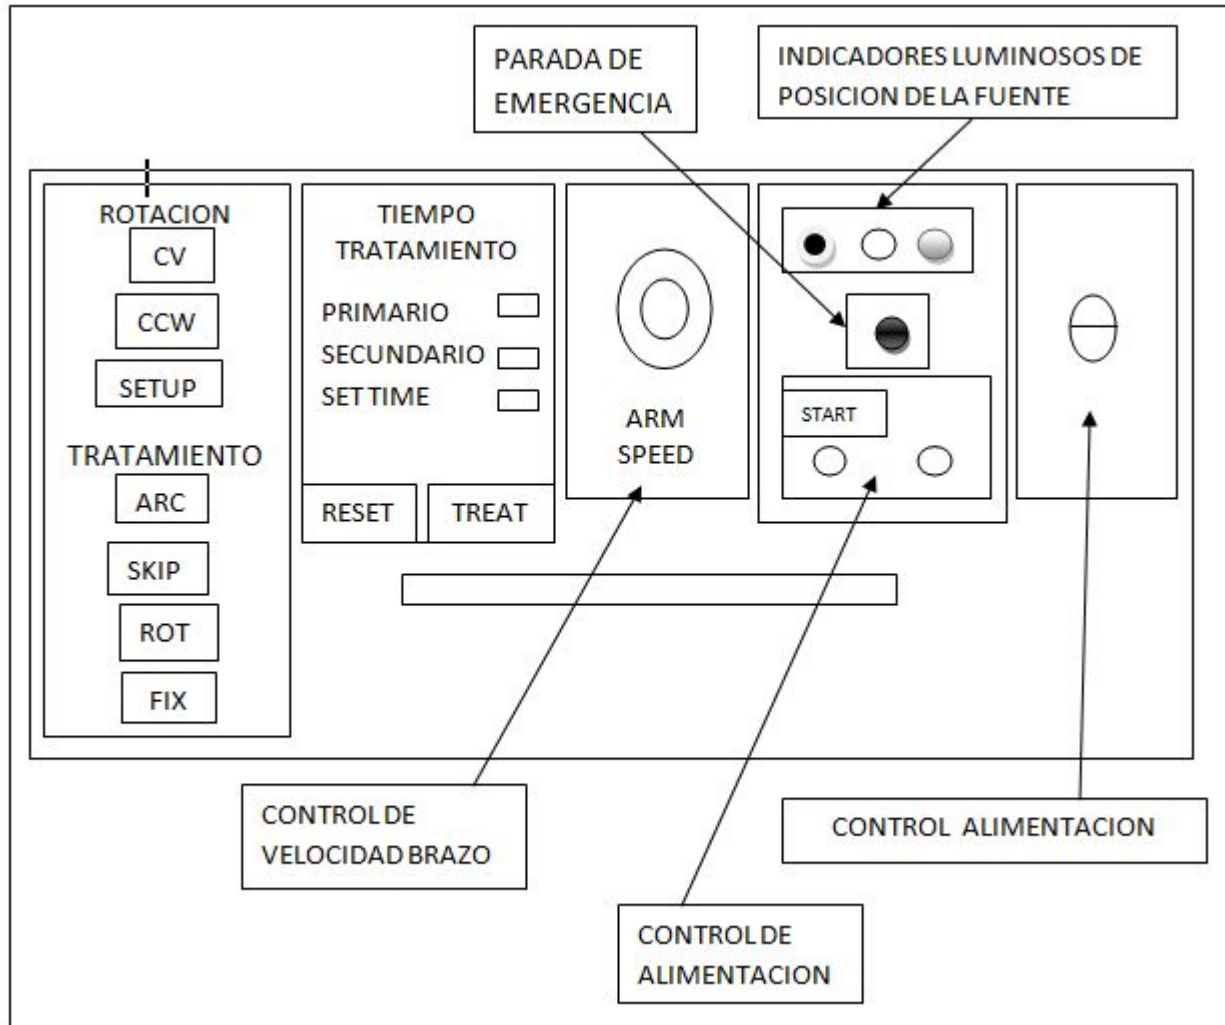 PARADA DE
EMERGENCIA
INDICADORES LUMINOSOS DE
POSICION DE LA FUENTE
ROTACION
CV
CCW
SETUP
TRATAMIENTO
ARC
SKIP
ROT
FIX
TIEMPO
TRATAMIENTO
PRIMARIO
SECUNDARIO
SET TIME
RESET
TREAT
ARM
SPEED
START
CONTROL DE
VELOCIDAD BRAZO
CONTROL ALIMENTACION
CONTROL DE
ALIMENTACION